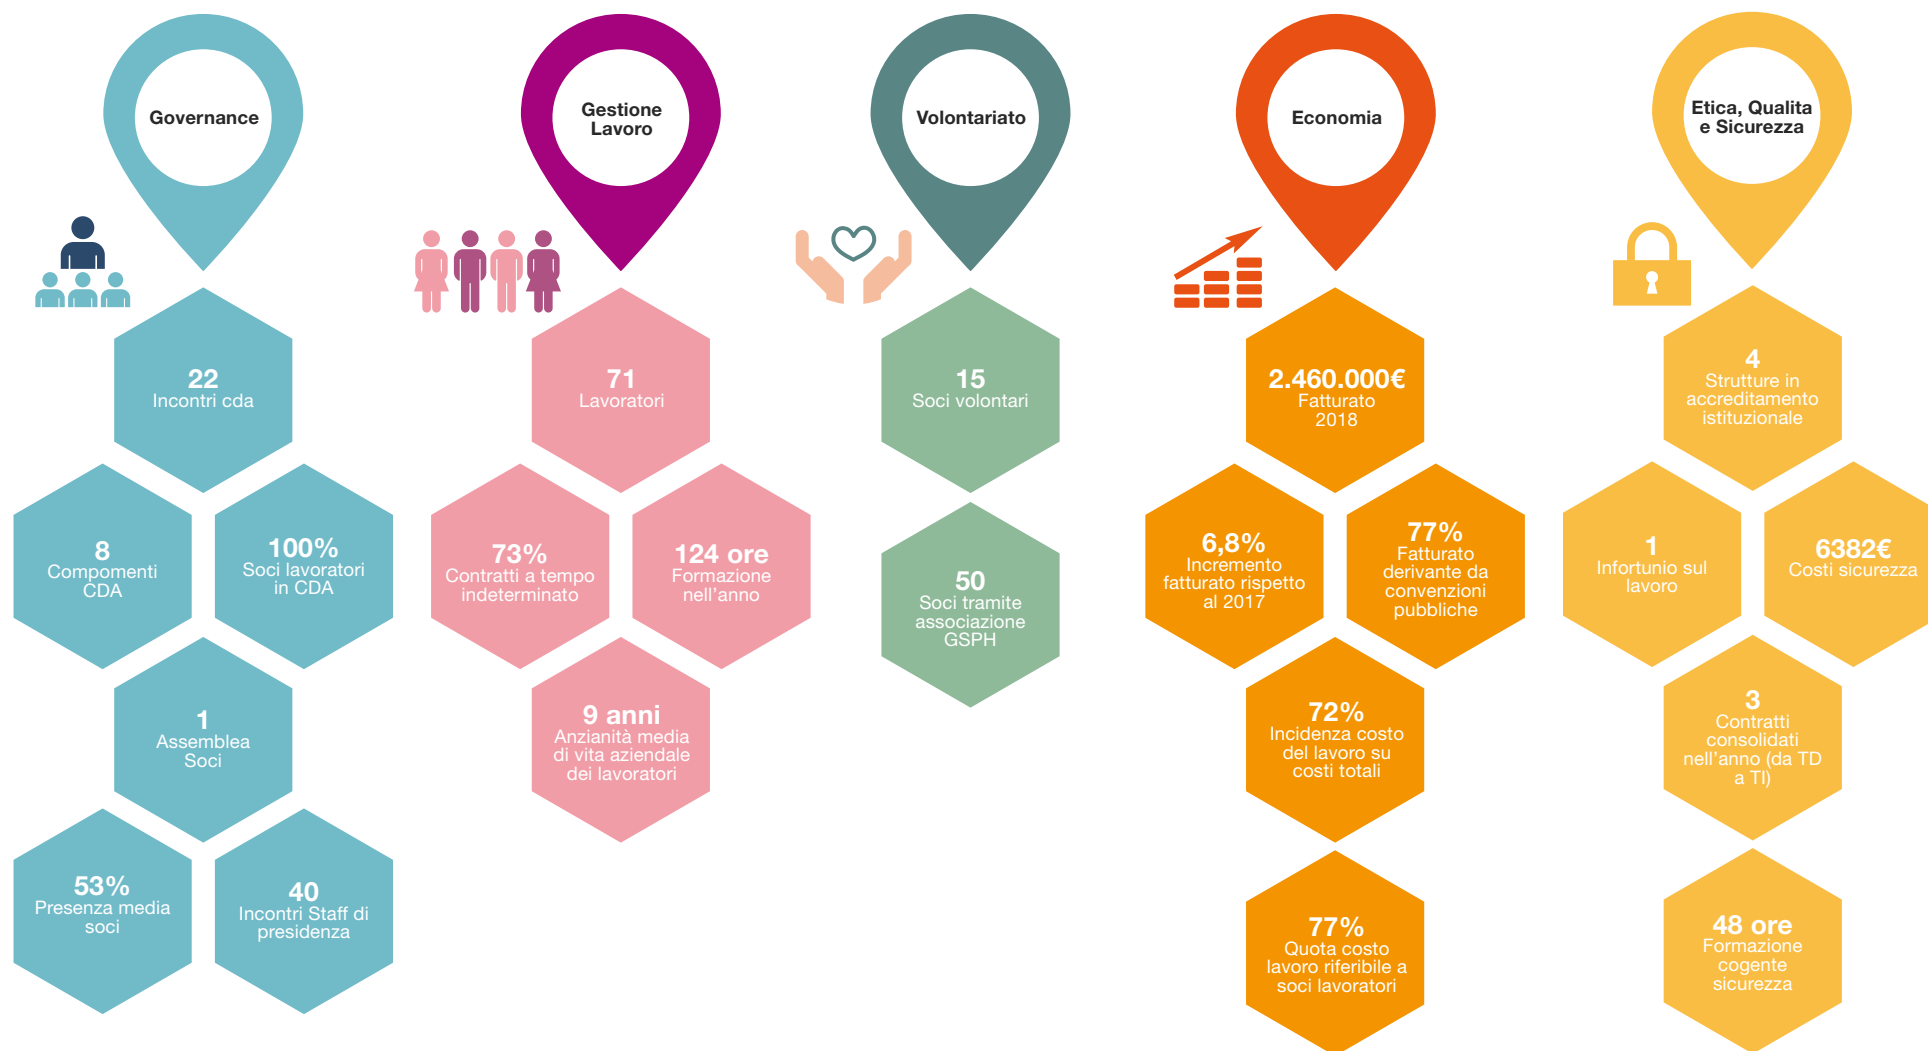 Governance
22
Incontri cda
8
Compomenti
CDA
100%
Soci lavoratori
in CDA
1
Assemblea
Soci
53%
Presenza media
soci
40
Incontri Staff di
presidenza
Gestione
Lavoro
71
Lavoratori
73%
Contratti a tempo
indeterminato
124 ore
Formazione
nell'anno
9 anni
Anzianità media
di vita aziendale
dei lavoratori
Volontariato
15
Soci volontari
50
Soci tramite
associazione
GSPH
Economia
2.460.000€
Fatturato
2018
6,8%
Incremento
fatturato rispetto
al 2017
77%
Fatturato
derivante da
convenzioni
pubbliche
72%
Incidenza costo
del lavoro su
costi totali
77%
Quota costo
lavoro riferibile a
soci lavoratori
Etica, Qualita
e Sicurezza
4
Strutture in
accreditamento
istituzionale
1
Infortunio sul
lavoro
6382€
Costi sicurezza
3
Contratti
consolidati
nell'anno (da TD
a TI)
48 ore
Formazione
cogente
sicurezza